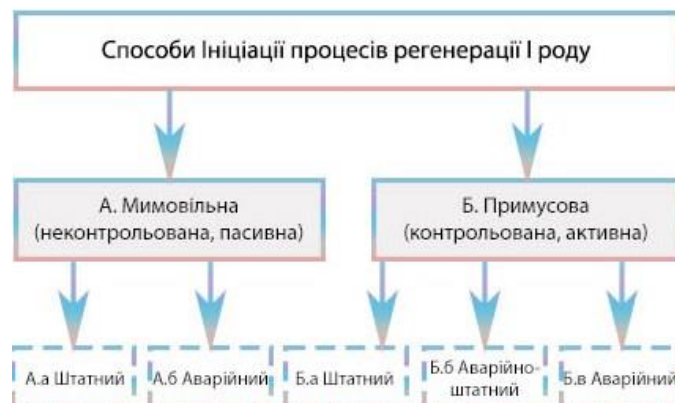 Способи Ініціації процесів регенерації І роду
А. Мимовільна
(неконтрольована, пасивна)
Б. Примусова
(контрольована, активна)
А.а Штатний
А.б Аварійний
Б.а Штатний
Б.б Аварійно-
штатний
Б.в Аварійний